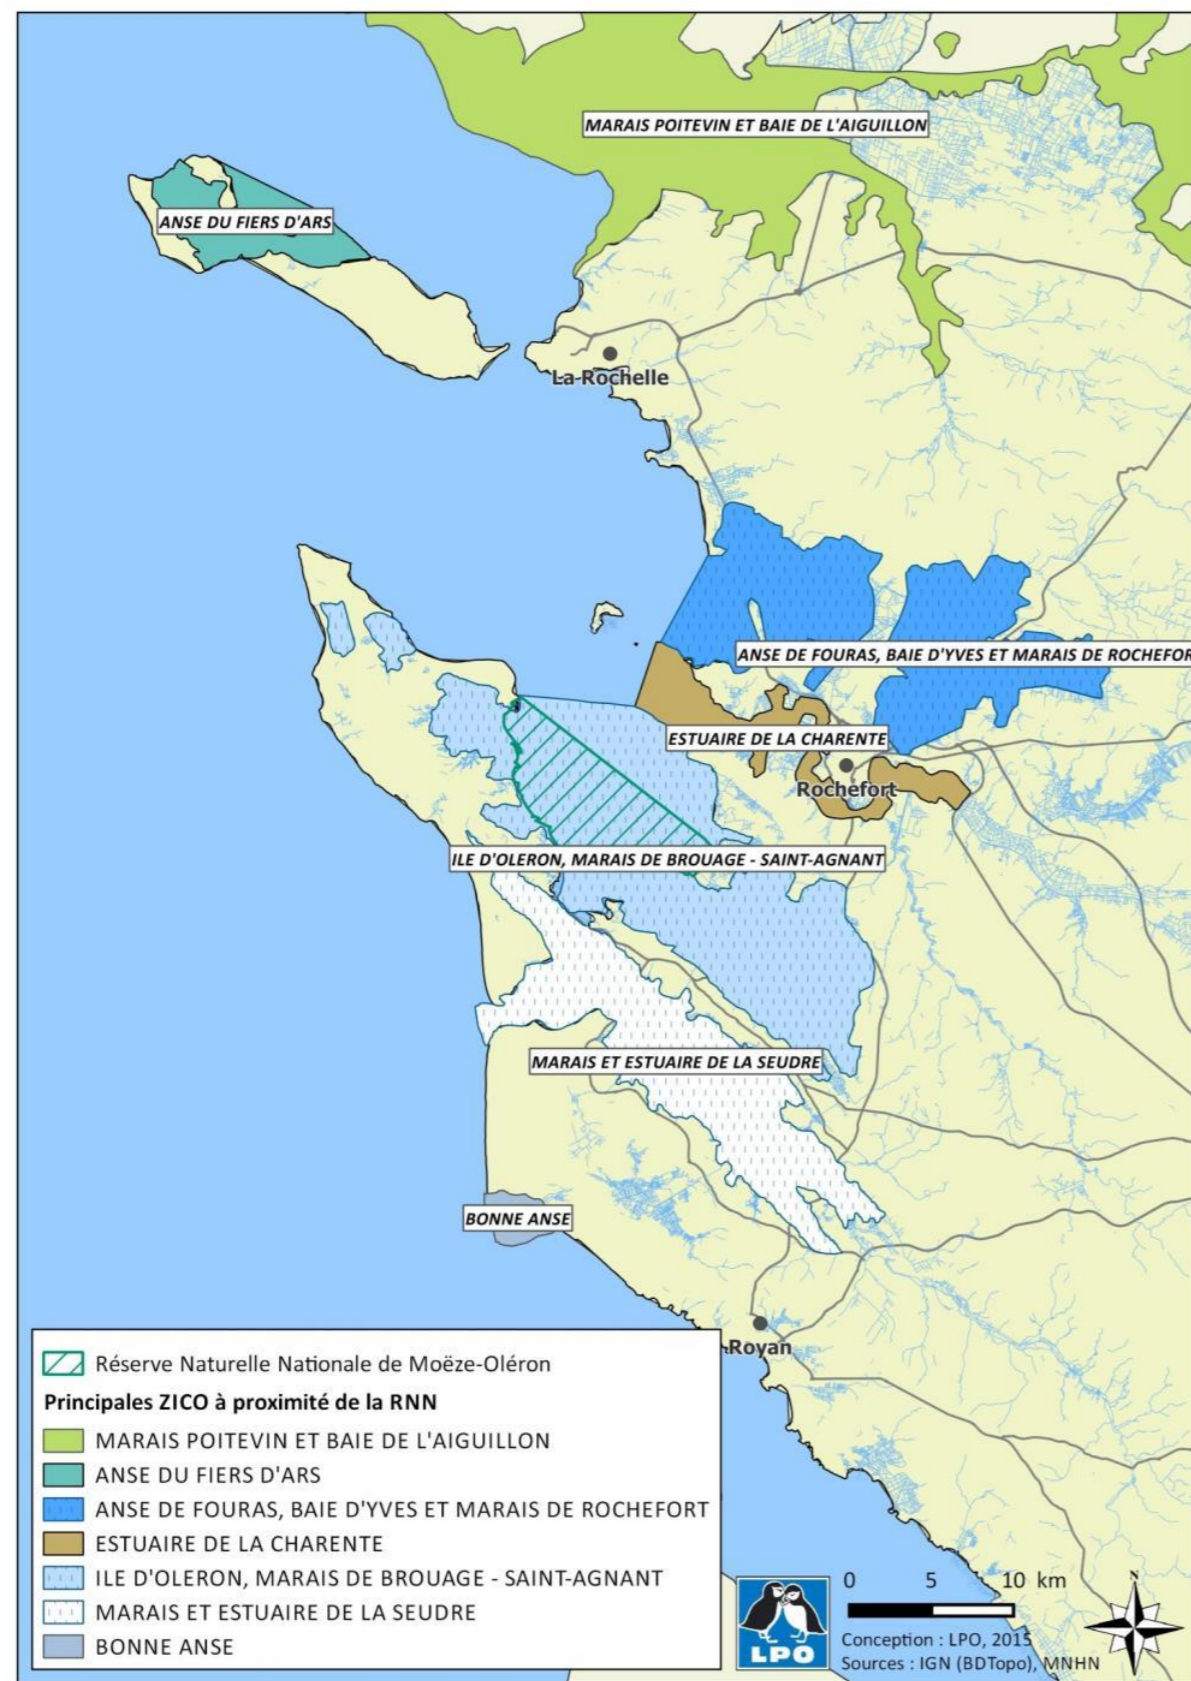 MARAIS POITEVIN ET BAIE DE L'AIGUILLON
ANSE DU FIERS D'ARS
La Rochelle
ANSE DE FOURAS, BAIE D'YVES ET MARAIS DE ROCHEFOR
ESTUAIRE DE LA CHARENTE
Rochefort
ILE D'OLERON, MARAIS DE BROUAGE - SAINT-AGNANT
MARAIS ET ESTUAIRE DE LA SEUDRE
BONNE ANSE
Royan
Réserve Naturelle Nationale de Moëze-Oléron
Principales ZICO à proximité de la RNN
MARAIS POITEVIN ET BAIE DE L'AIGUILLON
ANSE DU FIERS D'ARS
ANSE DE FOURAS, BAIE D'YVES ET MARAIS DE ROCHEFORT
ESTUAIRE DE LA CHARENTE
ILE D'OLERON, MARAIS DE BROUAGE - SAINT-AGNANT
MARAIS ET ESTUAIRE DE LA SEUDRE
BONNE ANSE
LPO
0 5 10 km
N
Conception : LPO, 2015
Sources : IGN (BDTopo), MNHN